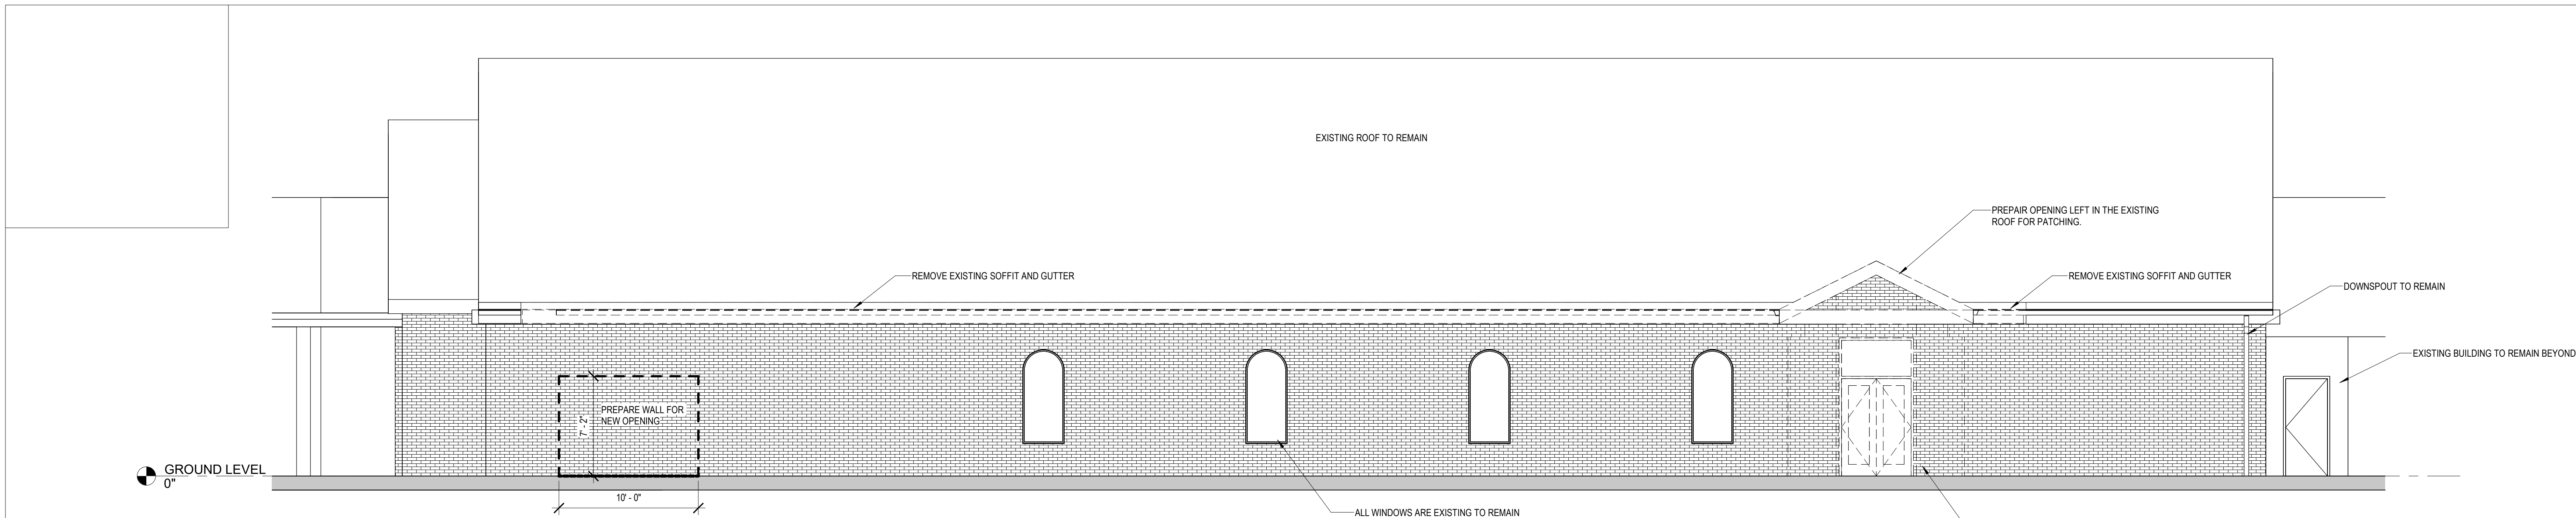 EXISTING ROOF TO REMAIN
PREPAIR OPENING LEFT IN THE EXISTING
ROOF FOR PATCHING.
REMOVE EXISTING SOFFIT AND GUTTER
REMOVE EXISTING SOFFIT AND GUTTER
DOWNSPOUT TO REMAIN
EXISTING BUILDING TO REMAIN BEYOND
PREPARE WALL FOR
NEW OPENING
7' - 2"
GROUND LEVEL
0"
10' - 0"
ALL WINDOWS ARE EXISTING TO REMAIN